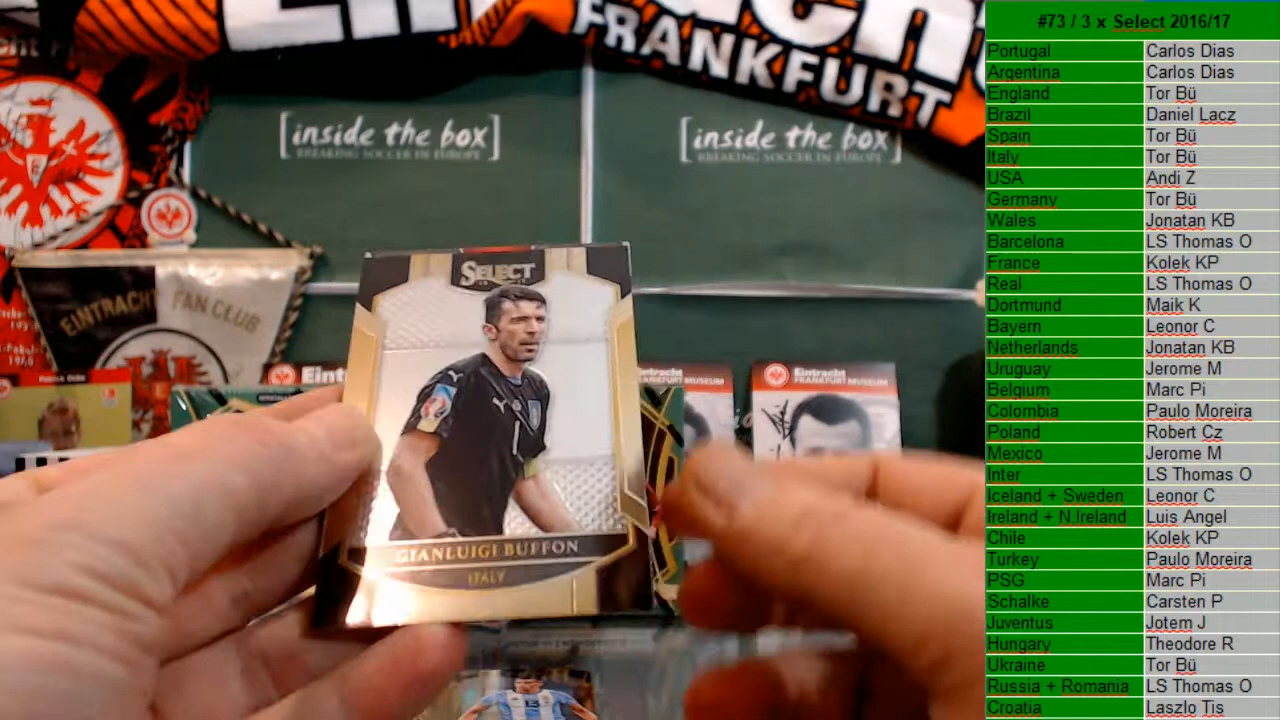 FRANKFURT
[inside the box]
BREAKING SOCCER IN EUROPE
[inside the box]
BREAKING SOCCER IN EUROPE
EINTRACHT FAN CLUB
SELECT
GIANLUIGI BUFFON
ITALY
1
Eintracht
FRANKFURT MUSEUM
#73 / 3 x Select 2016/17
Portugal Carlos Dias
Argentina Carlos Dias
England Tor Bü
Brazil Daniel Lacz
Spain Tor Bü
Italy Tor Bü
USA Andi Z
Germany Tor Bü
Wales Jonatan KB
Barcelona LS Thomas O
France Kolek KP
Real LS Thomas O
Dortmund Maik K
Bayern Leonor C
Netherlands Jonatan KB
Uruguay Jerome M
Belgium Marc Pi
Colombia Paulo Moreira
Poland Robert Cz
Mexico Jerome M
Inter LS Thomas O
Iceland + Sweden Leonor C
Ireland + N.Ireland Luis Angel
Chile Kolek KP
Turkey Paulo Moreira
PSG Marc Pi
Schalke Carsten P
Juventus Jotem J
Hungary Theodore R
Ukraine Tor Bü
Russia + Romania LS Thomas O
Croatia Laszlo Tis